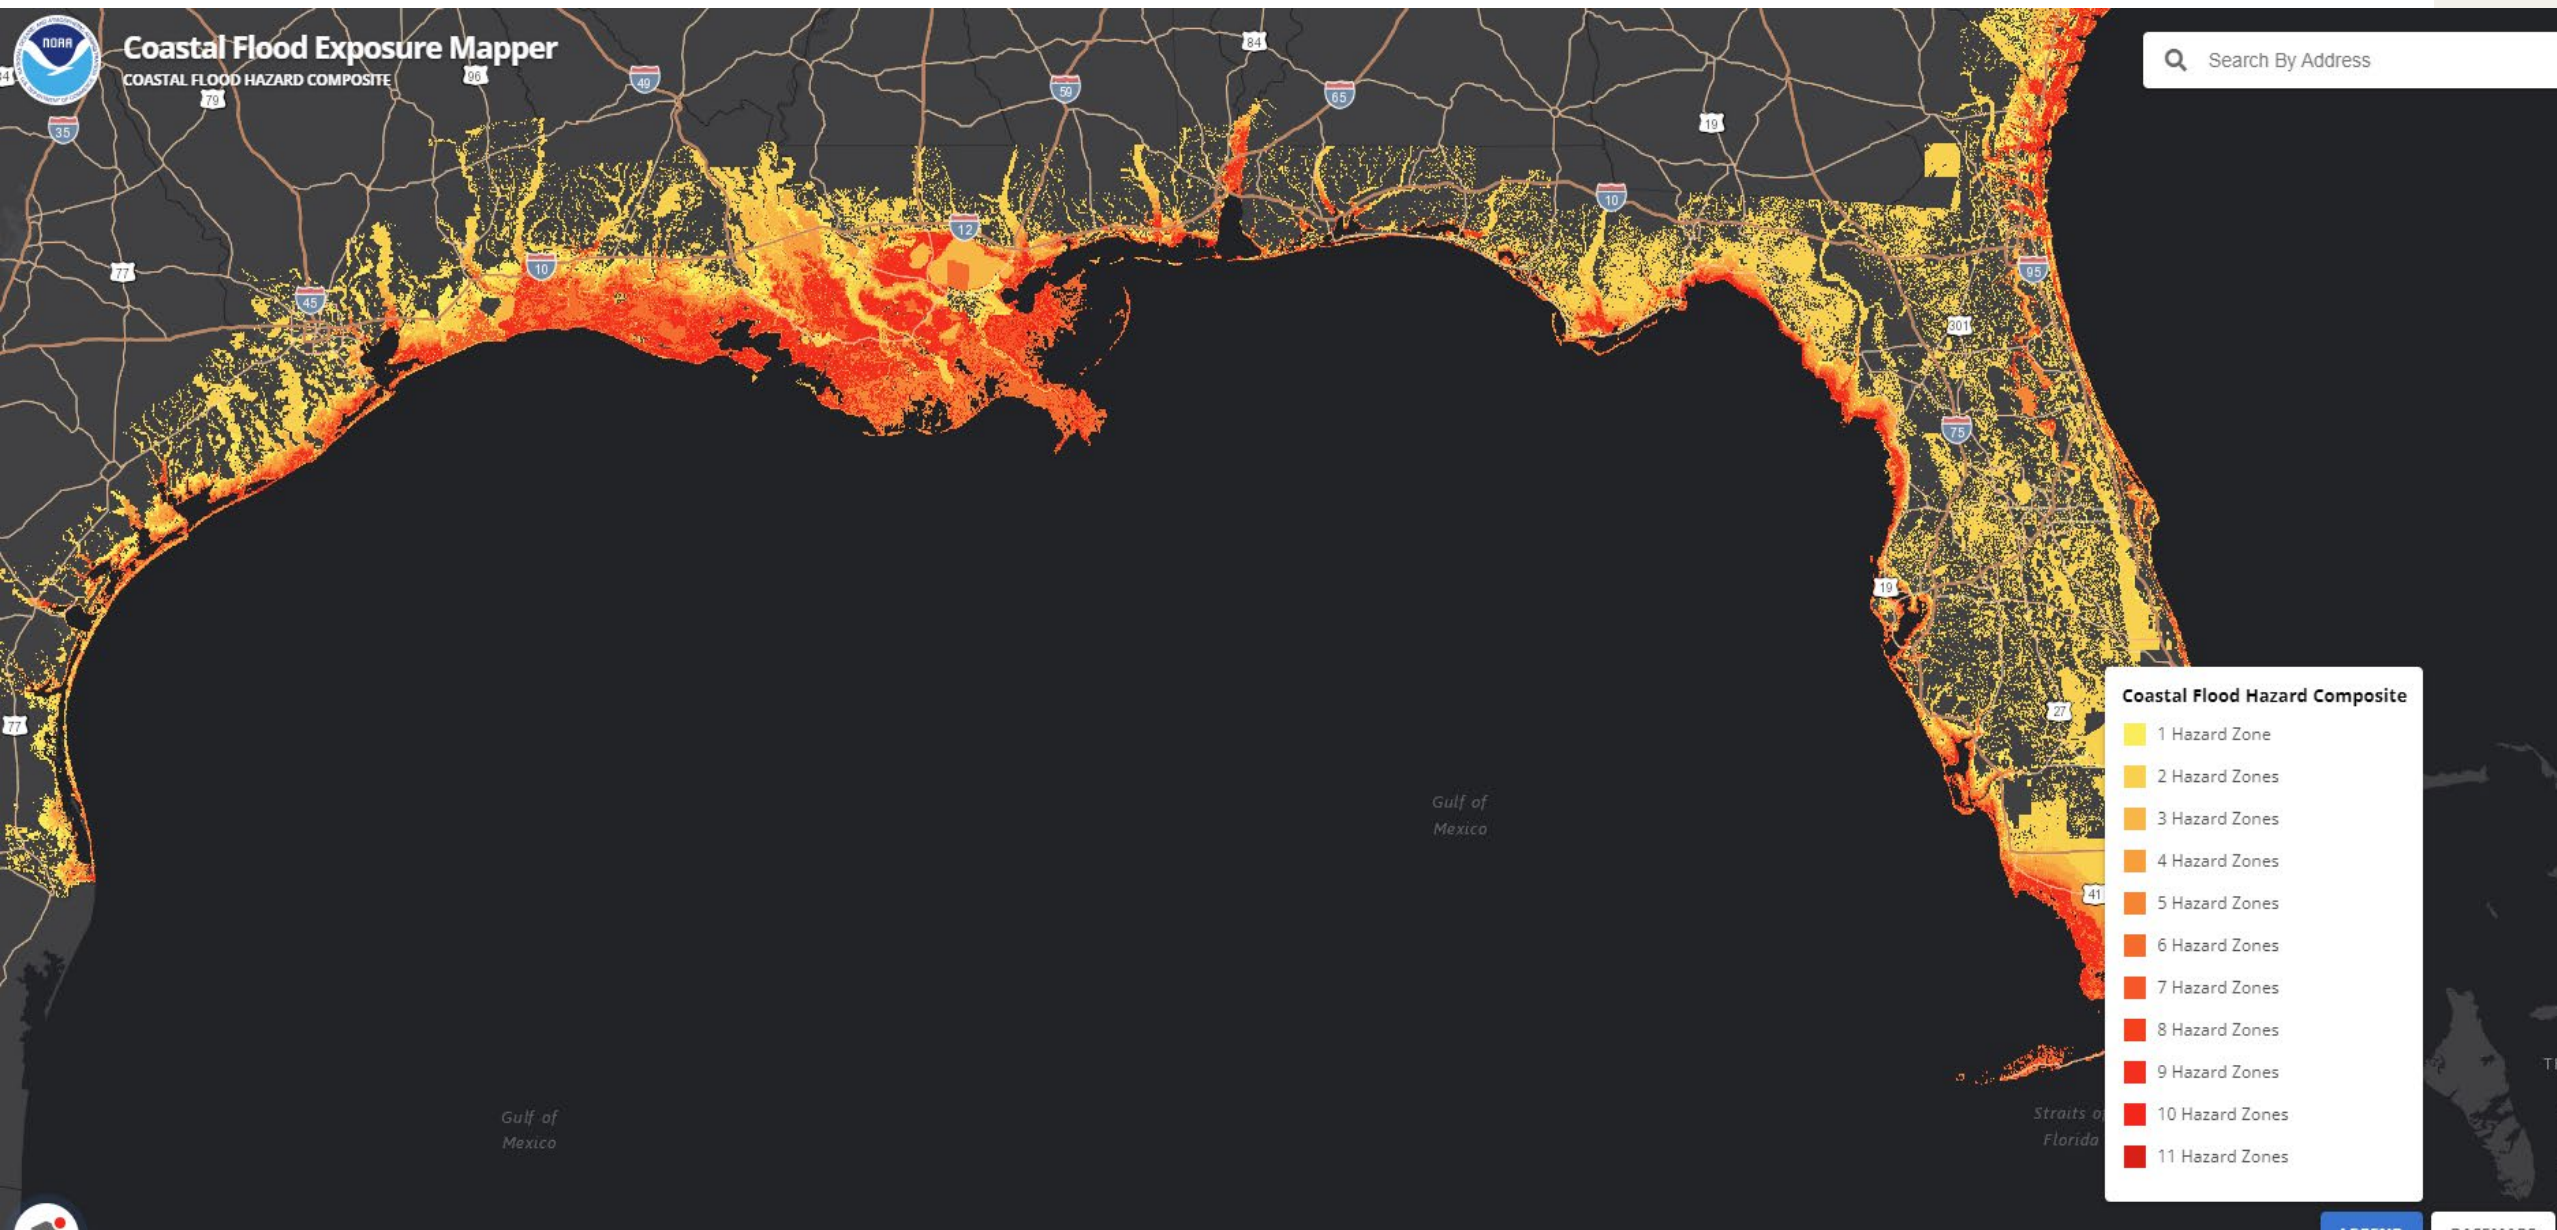 NOAA
Coastal Flood Exposure Mapper
COASTAL FLOOD HAZARD COMPOSITE
Search By Address
84
96
49
79
59
65
35
19
10
12
77
10
95
45
301
75
19
77
27
41
Gulf of
Mexico
Gulf of
Mexico
Straits of
Florida
Coastal Flood Hazard Composite
1 Hazard Zone
2 Hazard Zones
3 Hazard Zones
4 Hazard Zones
5 Hazard Zones
6 Hazard Zones
7 Hazard Zones
8 Hazard Zones
9 Hazard Zones
10 Hazard Zones
11 Hazard Zones